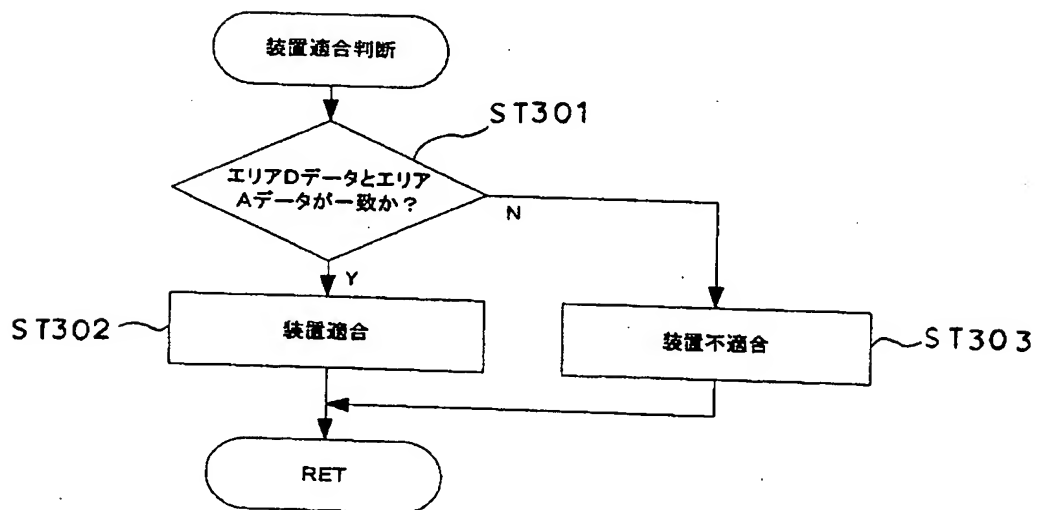 装置適合判断
ST301
エリアDデータとエリア
Aデータが一致か?
N
Y
ST302
装置適合
装置不適合
ST303
RET